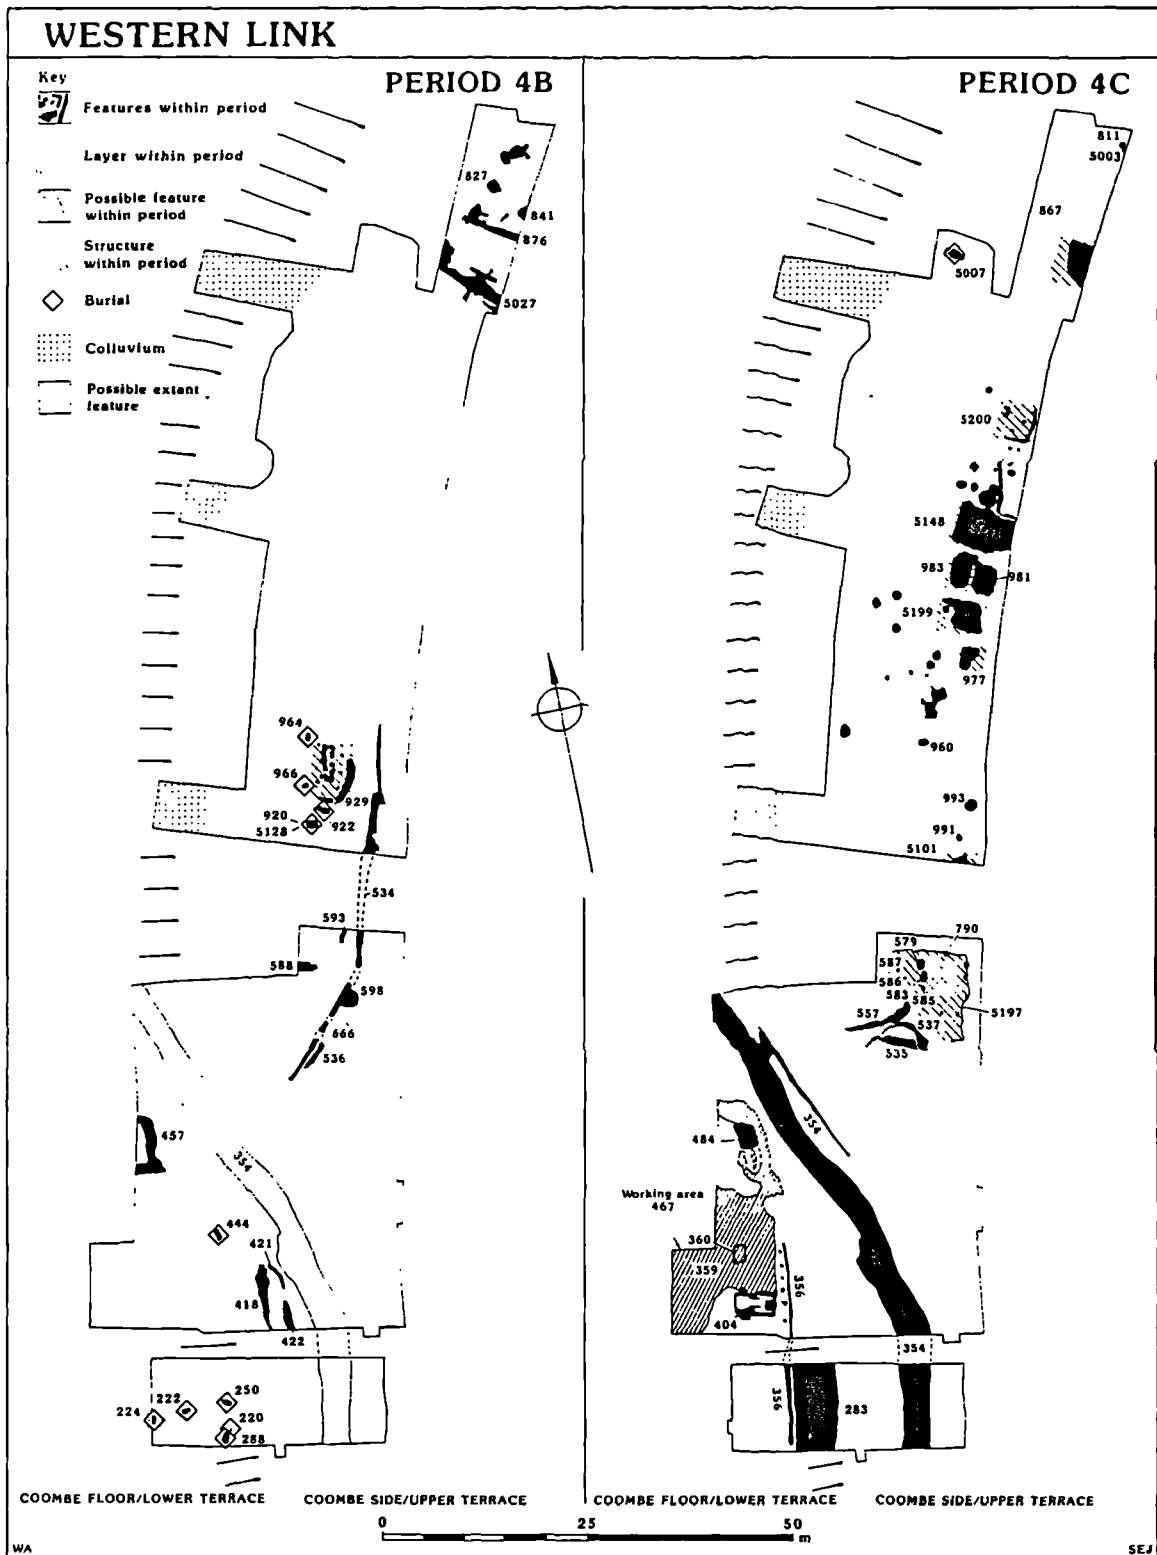 WESTERN LINK
Key
Features within period
Layer within period
Possible feature
within period
Structure
within period
Burial
Colluvium
Possible extant
feature
PERIOD 4B
827
841
876
5027
964
966
929
920
922
5128
534
593
588
598
566
536
457
354
444
421
418
422
250
222
224
220
288
COOMBE FLOOR/LOWER TERRACE
COOMBE SIDE/UPPER TERRACE
PERIOD 4C
811
5003
867
5007
5200
5148
983
981
5199
977
960
993
991
5101
790
579
587
586
583
585
557
537
5197
535
354
484
Working area
467
360
359
356
404
354
356
283
COOMBE FLOOR/LOWER TERRACE
COOMBE SIDE/UPPER TERRACE
0
25
50
m
WA
SEJ